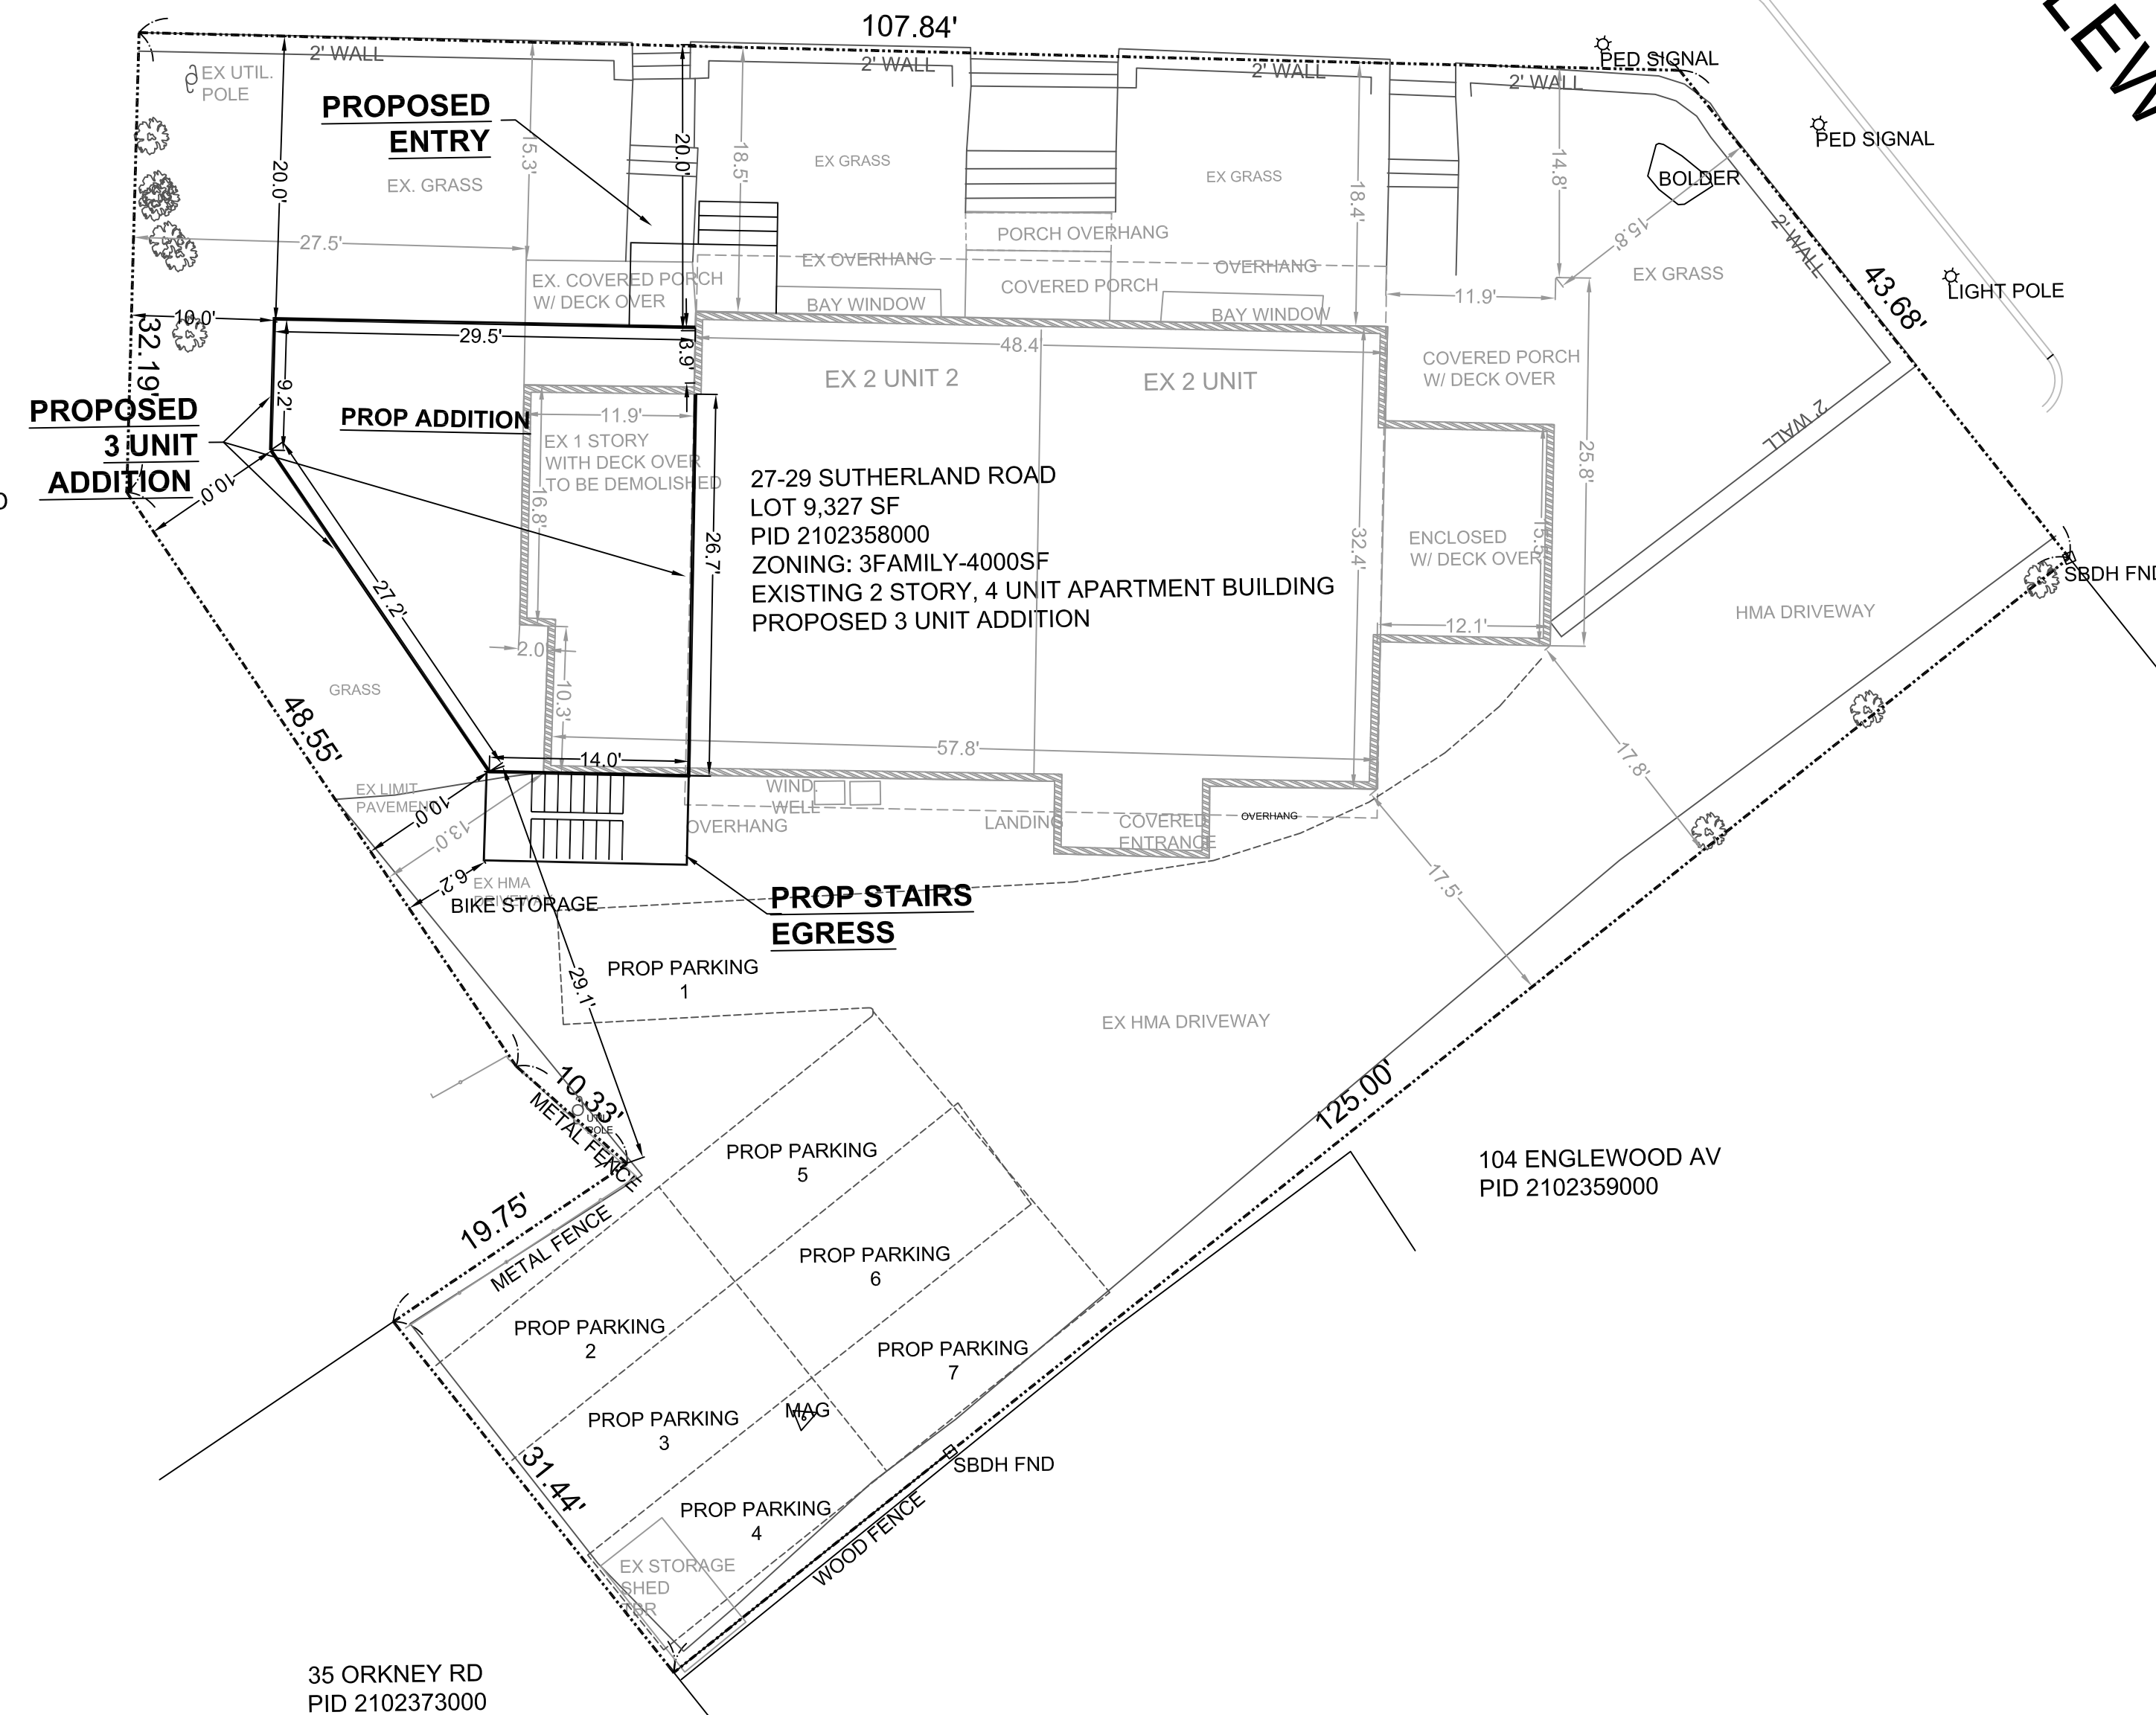 107.84'
LEW
2' WALL
2' WALL
2' WALL
2' WALL
PED SIGNAL
EX UTIL.
POLE
PROPOSED
ENTRY
PED SIGNAL
20.0'
15.3'
20.0'
18.5'
EX GRASS
EX GRASS
18.4'
14.8'
BOLDER
EX. GRASS
15.8'
2' WALL
27.5'
PORCH OVERHANG
EX OVERHANG
OVERHANG
EX GRASS
EX. COVERED PORCH
W/ DECK OVER
COVERED PORCH
BAY WINDOW
BAY WINDOW
11.9'
43.68'
LIGHT POLE
10.0'
32.19'
29.5'
3.9'
48.4'
COVERED PORCH
W/ DECK OVER
9.2'
EX 2 UNIT 2
EX 2 UNIT
PROPOSED
3 UNIT
ADDITION
PROP ADDITION
11.9'
2' WALL
EX 1 STORY
WITH DECK OVER
TO BE DEMOLISHED
25.8'
10.0'
16.8'
27-29 SUTHERLAND ROAD
LOT 9,327 SF
PID 2102358000
ZONING: 3FAMILY-4000SF
EXISTING 2 STORY, 4 UNIT APARTMENT BUILDING
PROPOSED 3 UNIT ADDITION
26.7'
32.4'
ENCLOSED
W/ DECK OVER
15.5'
SBDH FND
27.2'
HMA DRIVEWAY
12.1'
2.0'
10.3'
GRASS
48.55'
57.8'
14.0'
17.8'
EX LIMIT
PAVEMENT
10.0'
13.0'
WIND.
WELL
OVERHANG
LANDING
COVERED
ENTRANCE
OVERHANG
6.2'
EX HMA
DRIVEWAY
BIKE STORAGE
PROP STAIRS
EGRESS
17.5'
29.1'
PROP PARKING
1
EX HMA DRIVEWAY
10.33'
METAL FENCE
UTIL
POLE
125.00'
PROP PARKING
5
104 ENGLEWOOD AV
PID 2102359000
19.75'
METAL FENCE
PROP PARKING
6
PROP PARKING
2
PROP PARKING
7
PROP PARKING
3
MAG
31.44'
SBDH FND
PROP PARKING
4
WOOD FENCE
EX STORAGE
SHED
TBR
35 ORKNEY RD
PID 2102373000